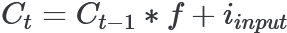 C_t = C_{t-1} * f + i_{input}